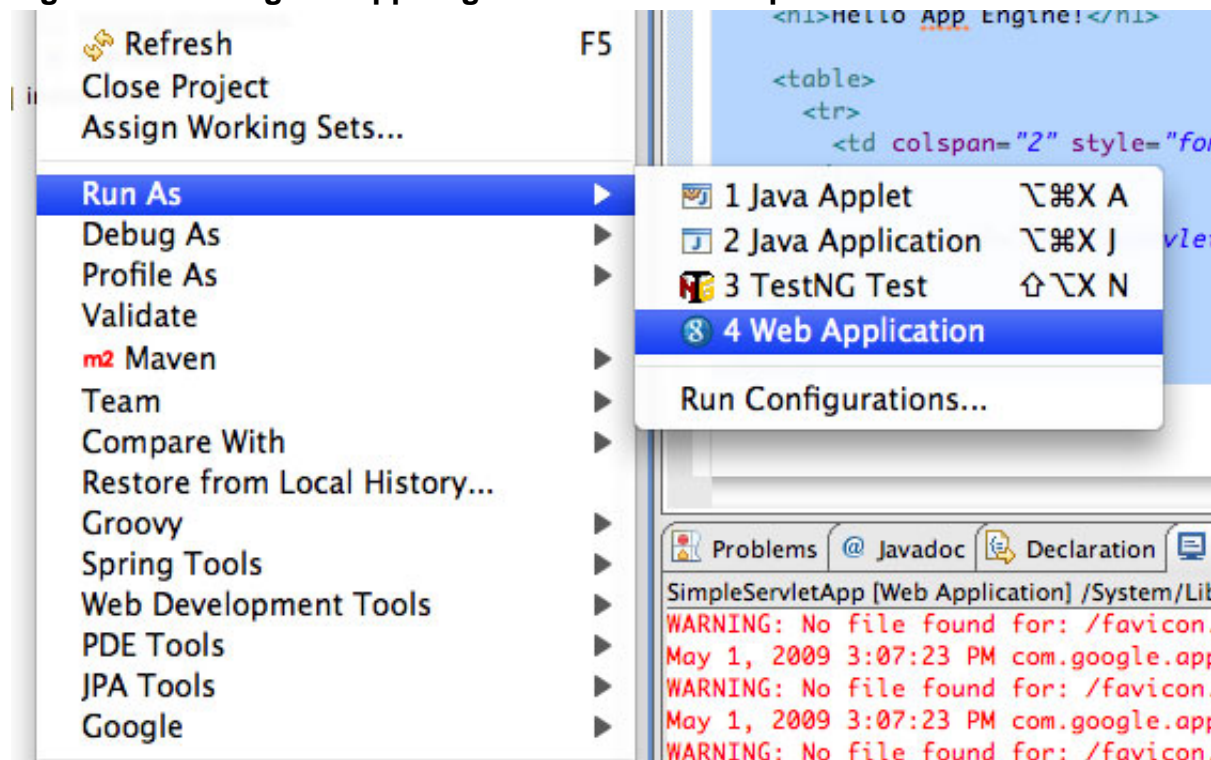 Refresh F5
Close Project
Assign Working Sets...
Run As
Debug As
Profile As
Validate
m2 Maven
Team
Compare With
Restore from Local History...
Groovy
Spring Tools
Web Development Tools
PDE Tools
JPA Tools
Google
<h1>Hello App Engine!</h1>
<table>
<tr>
<td colspan="2" style="
1 Java Applet ⌥⌘X A
2 Java Application ⌥⌘X J
3 TestNG Test ⇧⌥X N
4 Web Application
Run Configurations...
Problems @ Javadoc Declaration
SimpleServletApp [Web Application] /System/
WARNING: No file found for: /favicon.
May 1, 2009 3:07:23 PM com.google.app
WARNING: No file found for: /favicon.
May 1, 2009 3:07:23 PM com.google.app
WARNING: No file found for: /favicon.